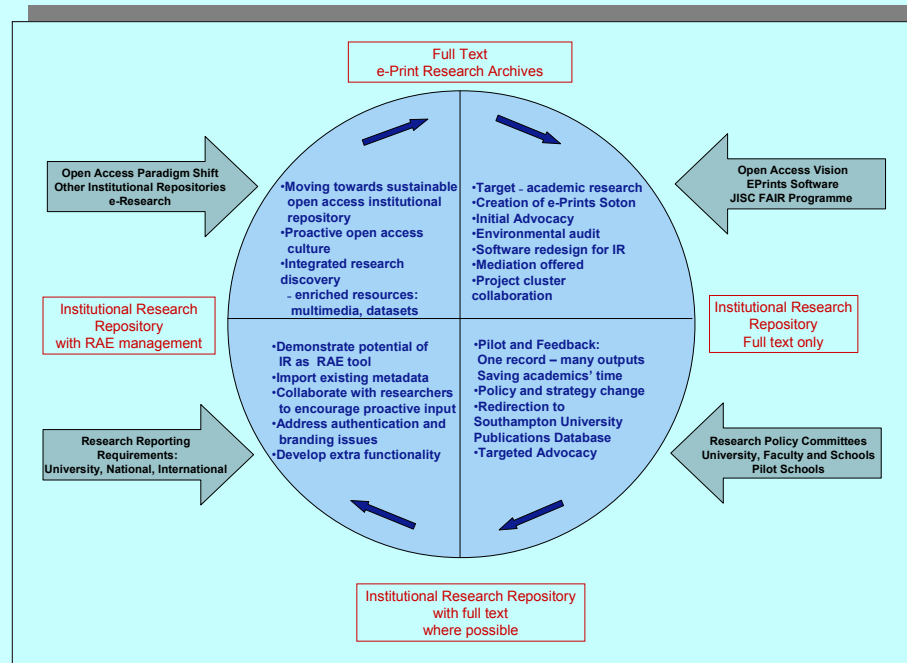 Full Text
e-Print Research Archives
Open Access Paradigm Shift
Other Institutional Repositories
e-Research
•Moving towards sustainable
open access institutional
repository
•Proactive open access
culture
•Integrated research
discovery
- enriched resources:
multimedia, datasets
•Target - academic research
•Creation of e-Prints Soton
•Initial Advocacy
•Environmental audit
•Software redesign for IR
•Mediation offered
•Project cluster
collaboration
Open Access Vision
EPrints Software
JISC FAIR Programme
Institutional Research
Repository
with RAE management
Institutional Research
Repository
Full text only
•Demonstrate potential of
IR as RAE tool
•Import existing metadata
•Collaborate with researchers
to encourage proactive input
•Address authentication and
branding issues
•Develop extra functionality
•Pilot and Feedback:
One record – many outputs
Saving academics' time
•Policy and strategy change
•Redirection to
Southampton University
Publications Database
•Targeted Advocacy
Research Reporting
Requirements:
University, National, International
Research Policy Committees
University, Faculty and Schools
Pilot Schools
Institutional Research Repository
with full text
where possible